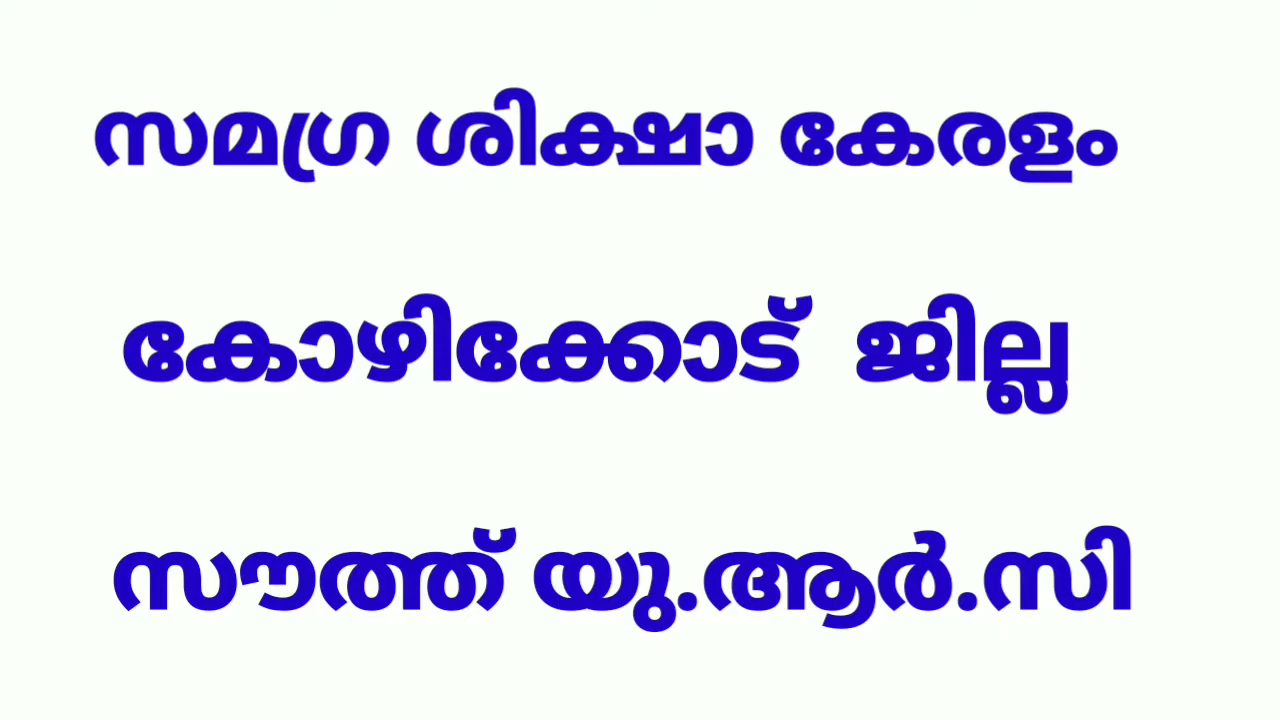 സമഗ്ര ശിക്ഷാ കേരളം
കോഴിക്കോട് ജില്ല
സൗത്ത് യു.ആർ.സി